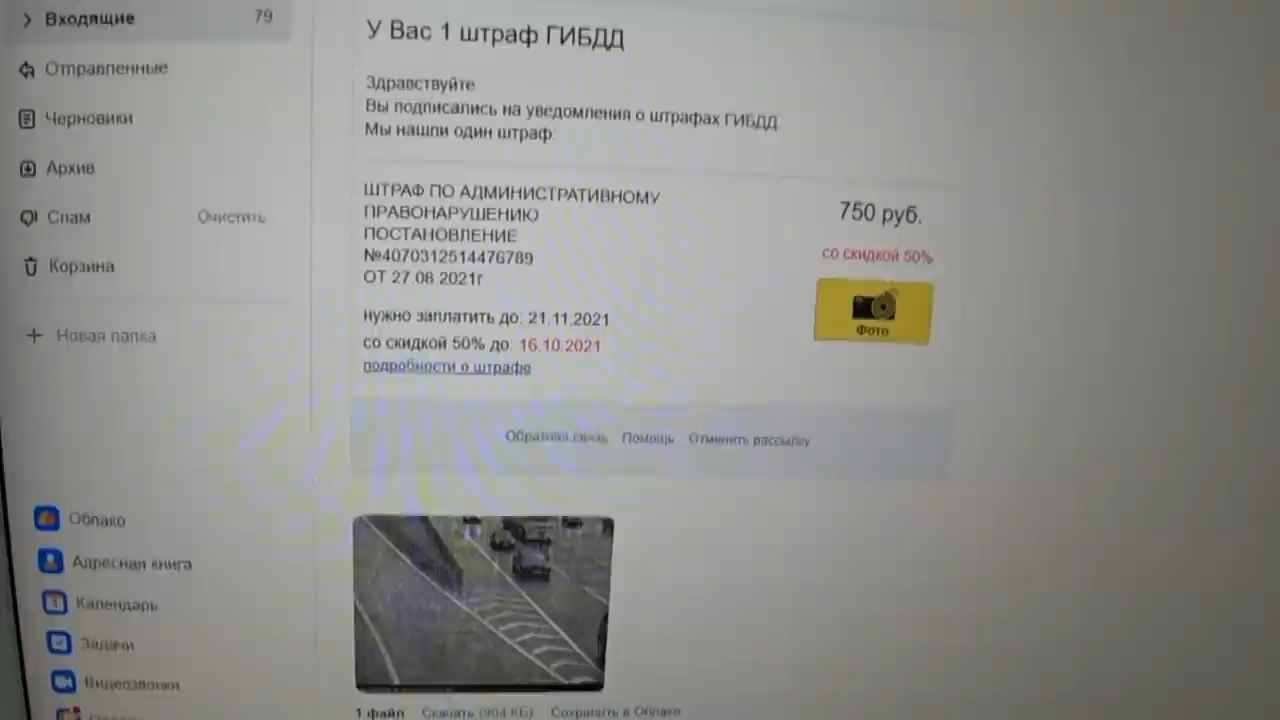 Входящие 79
Отправленные
Черновики
Архив
Спам Очистить
Корзина
Новая папка
Облако
Адресная книга
Календарь
Задачи
Видеозвонки
У Вас 1 штраф ГИБДД
Здравствуйте
Вы подписались на уведомления о штрафах ГИБДД
Мы нашли один штраф:
ШТРАФ ПО АДМИНИСТРАТИВНОМУ
ПРАВОНАРУШЕНИЮ
ПОСТАНОВЛЕНИЕ
№4070312514476789
ОТ 27.08.2021г
нужно заплатить до: 21.11.2021
со скидкой 50% до: 16.10.2021
подробности о штрафе
750 руб.
со скидкой 50%
Фото
Обратная связь Помощь Отменить рассылку
1 файл Скачать (904 КБ) Сохранить в Облако